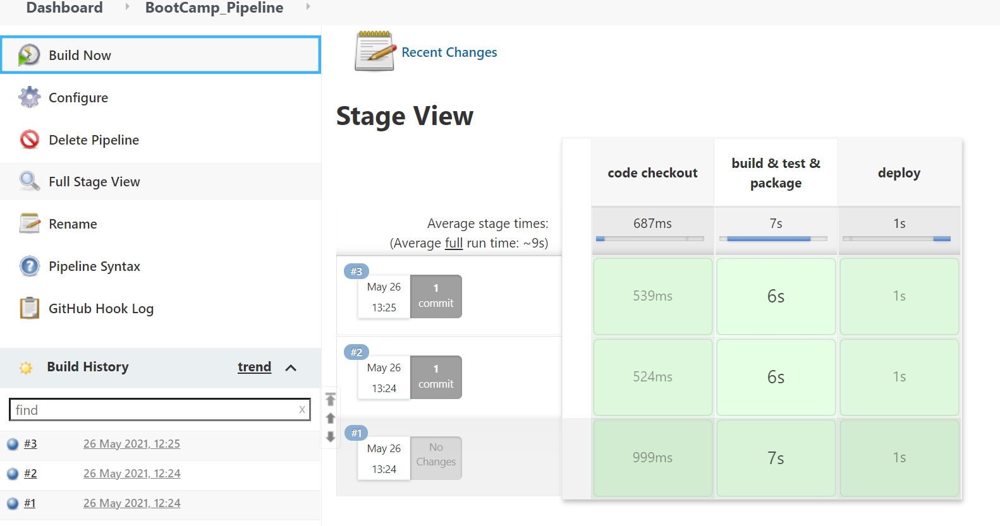 Dashboard BootCamp_Pipeline
Build Now
Configure
Delete Pipeline
Full Stage View
Rename
Pipeline Syntax
GitHub Hook Log
Build History trend
find x
#3 26 May 2021, 12:25
#2 26 May 2021, 12:24
#1 26 May 2021, 12:24
Recent Changes
Stage View
code checkout
build & test &
package
deploy
Average stage times:
(Average full run time: ~9s)
687ms 7s 1s
#3
May 26
13:25
1
commit
539ms 6s 1s
#2
May 26
13:24
1
commit
524ms 6s 1s
#1
May 26
13:24
No
Changes
999ms 7s 1s